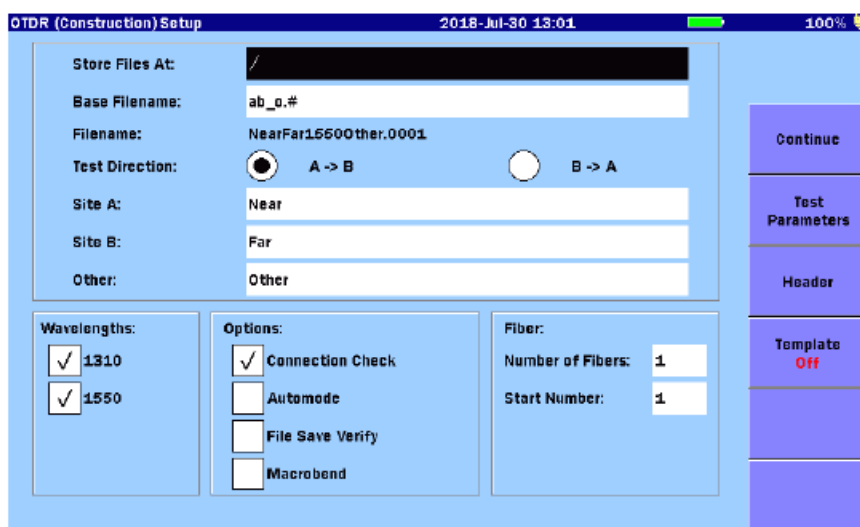 OTDR (Construction) Setup 2018-Jul-30 13:01 100%
Store Files At: /
Base Filename: ab_o.#
Filename: NearFar1550Other.0001
Test Direction: A -> B B -> A
Site A: Near
Site B: Far
Other: Other
Wavelengths:
1310
1550
Options:
Connection Check
Automode
File Save Verify
Macrobend
Fiber:
Number of Fibers: 1
Start Number: 1
Continue
Test
Parameters
Header
Template
Off